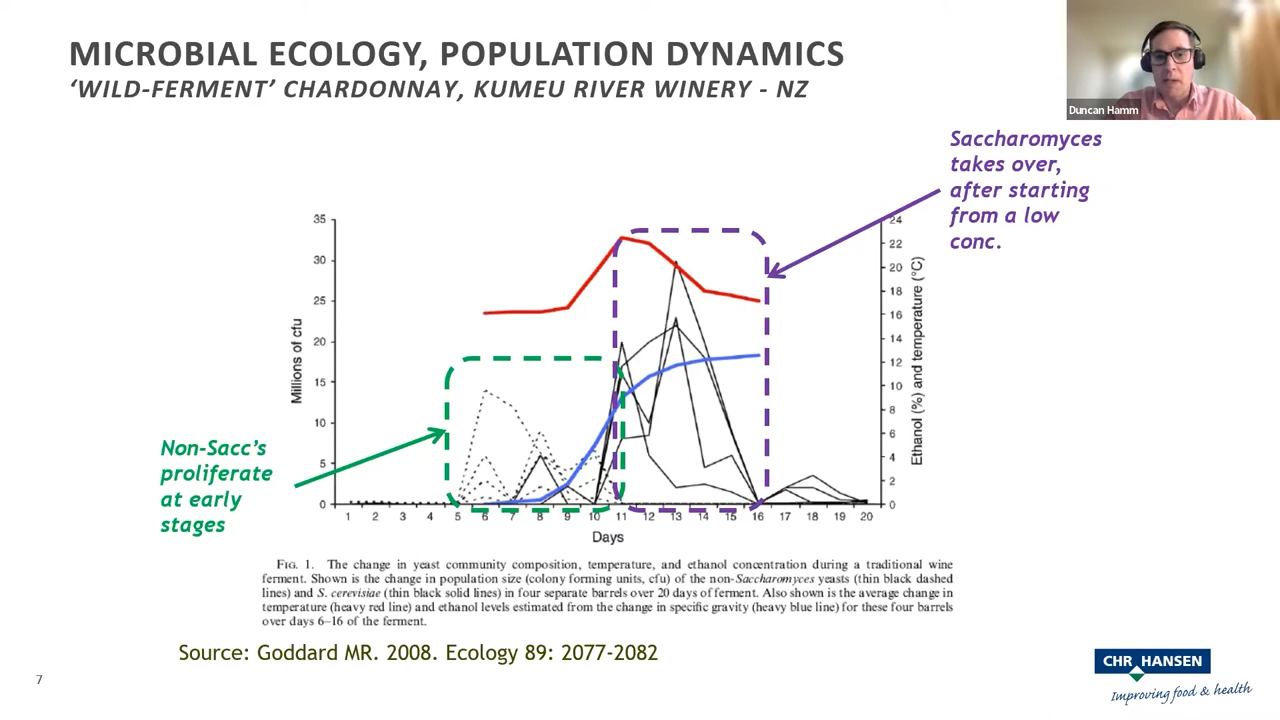 MICROBIAL ECOLOGY, POPULATION DYNAMICS
‘WILD-FERMENT’ CHARDONNAY, KUMEU RIVER WINERY - NZ
Duncan Hamm
Saccharomyces
takes over,
after starting
from a low
conc.
Non-Sacc’s
proliferate
at early
stages
35
30
25
20
15
10
5
0
Millions of cfu
24
22
20
18
16
14
12
10
8
6
4
2
0
Ethanol (%) and temperature (°C)
1 2 3 4 5 6 7 8 9 10 11 12 13 14 15 16 17 18 19 20
Days
FIG. 1. The change in yeast community composition, temperature, and ethanol concentration during a traditional wine
ferment. Shown is the change in population size (colony forming units, cfu) of the non-Saccharomyces yeasts (thin black dashed
lines) and S. cerevisiae (thin black solid lines) in four separate barrels over 20 days of ferment. Also shown is the average change in
temperature (heavy red line) and ethanol levels estimated from the change in specific gravity (heavy blue line) for these four barrels
over days 6–16 of the ferment.
Source: Goddard MR. 2008. Ecology 89: 2077-2082
7
CHR HANSEN
Improving food & health